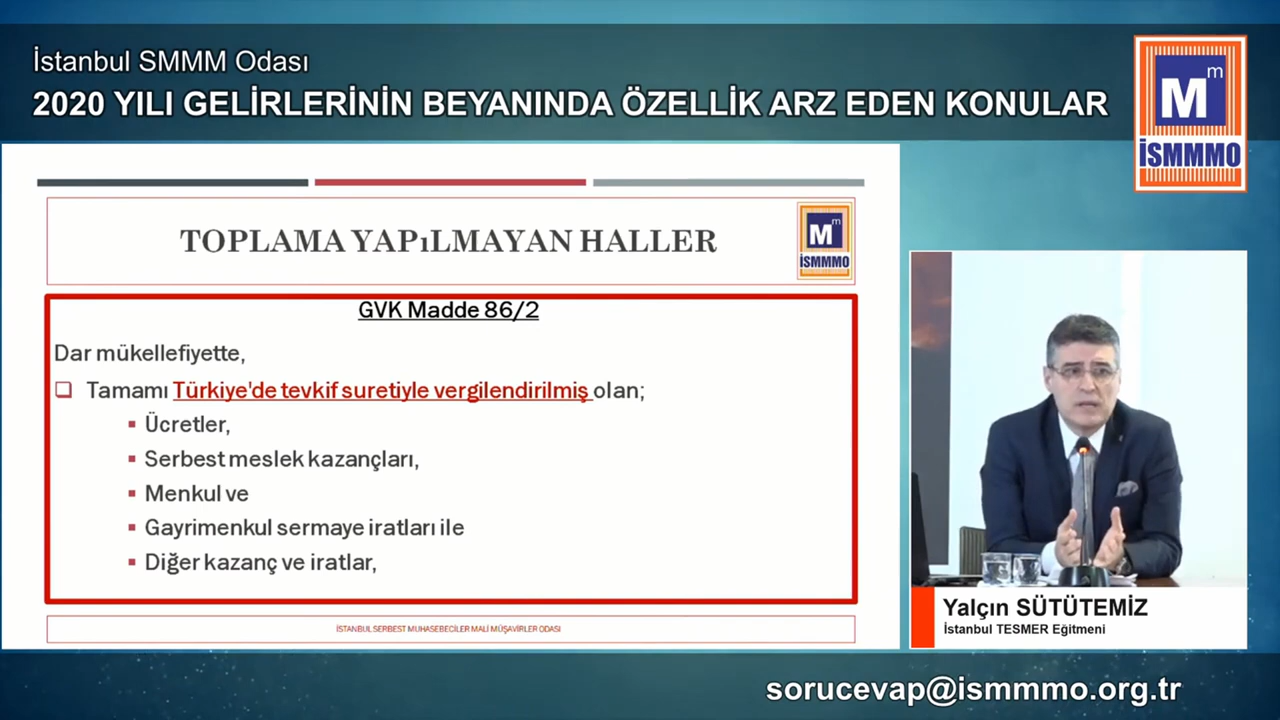 İstanbul SMMM Odası
2020 YILI GELİRLERİNİN BEYANINDA ÖZELLİK ARZ EDEN KONULAR
Mm
İSMMMO
TOPLAMA YAPıLMAYAN HALLER
Mm
İSMMMO
GVK Madde 86/2
Dar mükellefiyette,
Tamamı Türkiye'de tevkif suretiyle vergilendirilmiş olan;
Ücretler,
Serbest meslek kazançları,
Menkul ve
Gayrimenkul sermaye iratları ile
Diğer kazanç ve iratlar,
İSTANBUL SERBEST MUHASEBECİLER MALİ MÜŞAVİRLER ODASI
Yalçın SÜTÜTEMİZ
İstanbul TESMER Eğitmeni
sorucevap@ismmmo.org.tr